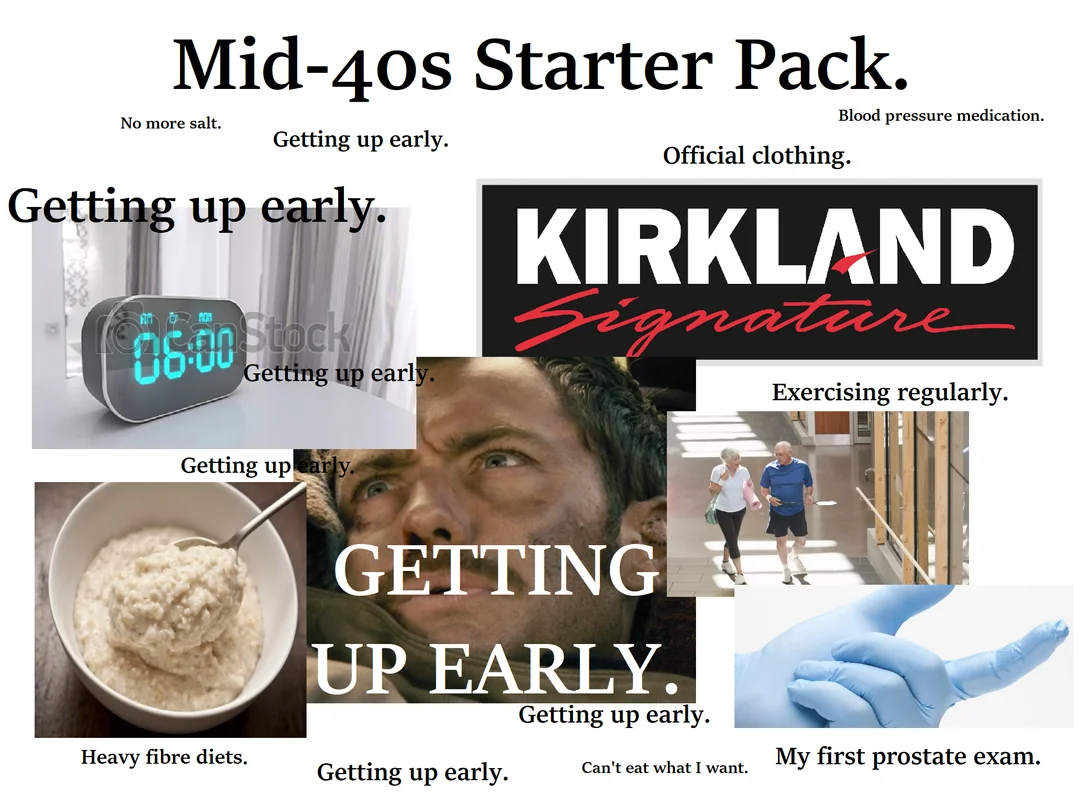 Mid-40s Starter Pack.
No more salt.
Getting up early.
Blood pressure medication.
Official clothing.
Getting up early.
KIRKLAND
Signature
AM
MON
06:00
Getting up early.
Exercising regularly.
Getting up early.
GETTING
UP EARLY.
Getting up early.
Heavy fibre diets.
Getting up early.
Can't eat what I want.
My first prostate exam.